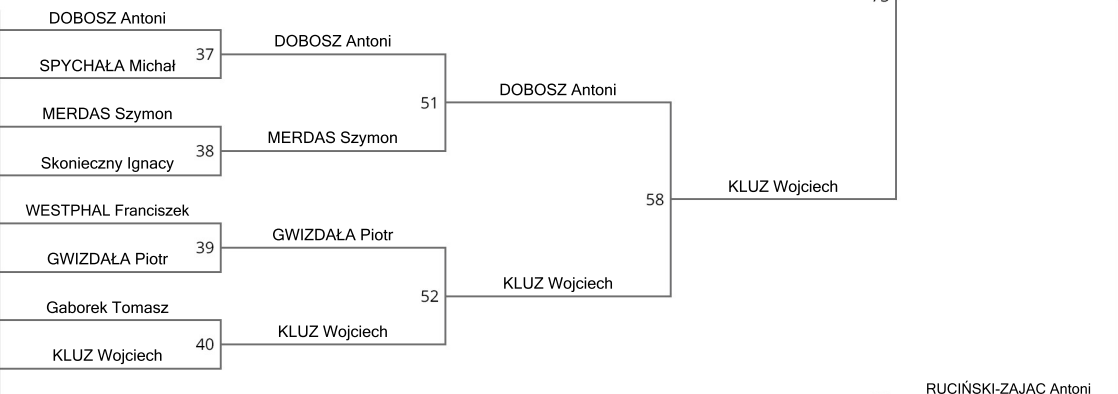 DOBOSZ Antoni
37
SPYCHAŁA Michał
DOBOSZ Antoni
51
MERDAS Szymon
38
Skonieczny Ignacy
MERDAS Szymon
DOBOSZ Antoni
58
KLUZ Wojciech
WESTPHAL Franciszek
39
GWIZDAŁA Piotr
GWIZDAŁA Piotr
52
Gaborek Tomasz
40
KLUZ Wojciech
KLUZ Wojciech
KLUZ Wojciech
RUCIŃSKI-ZAJAC Antoni